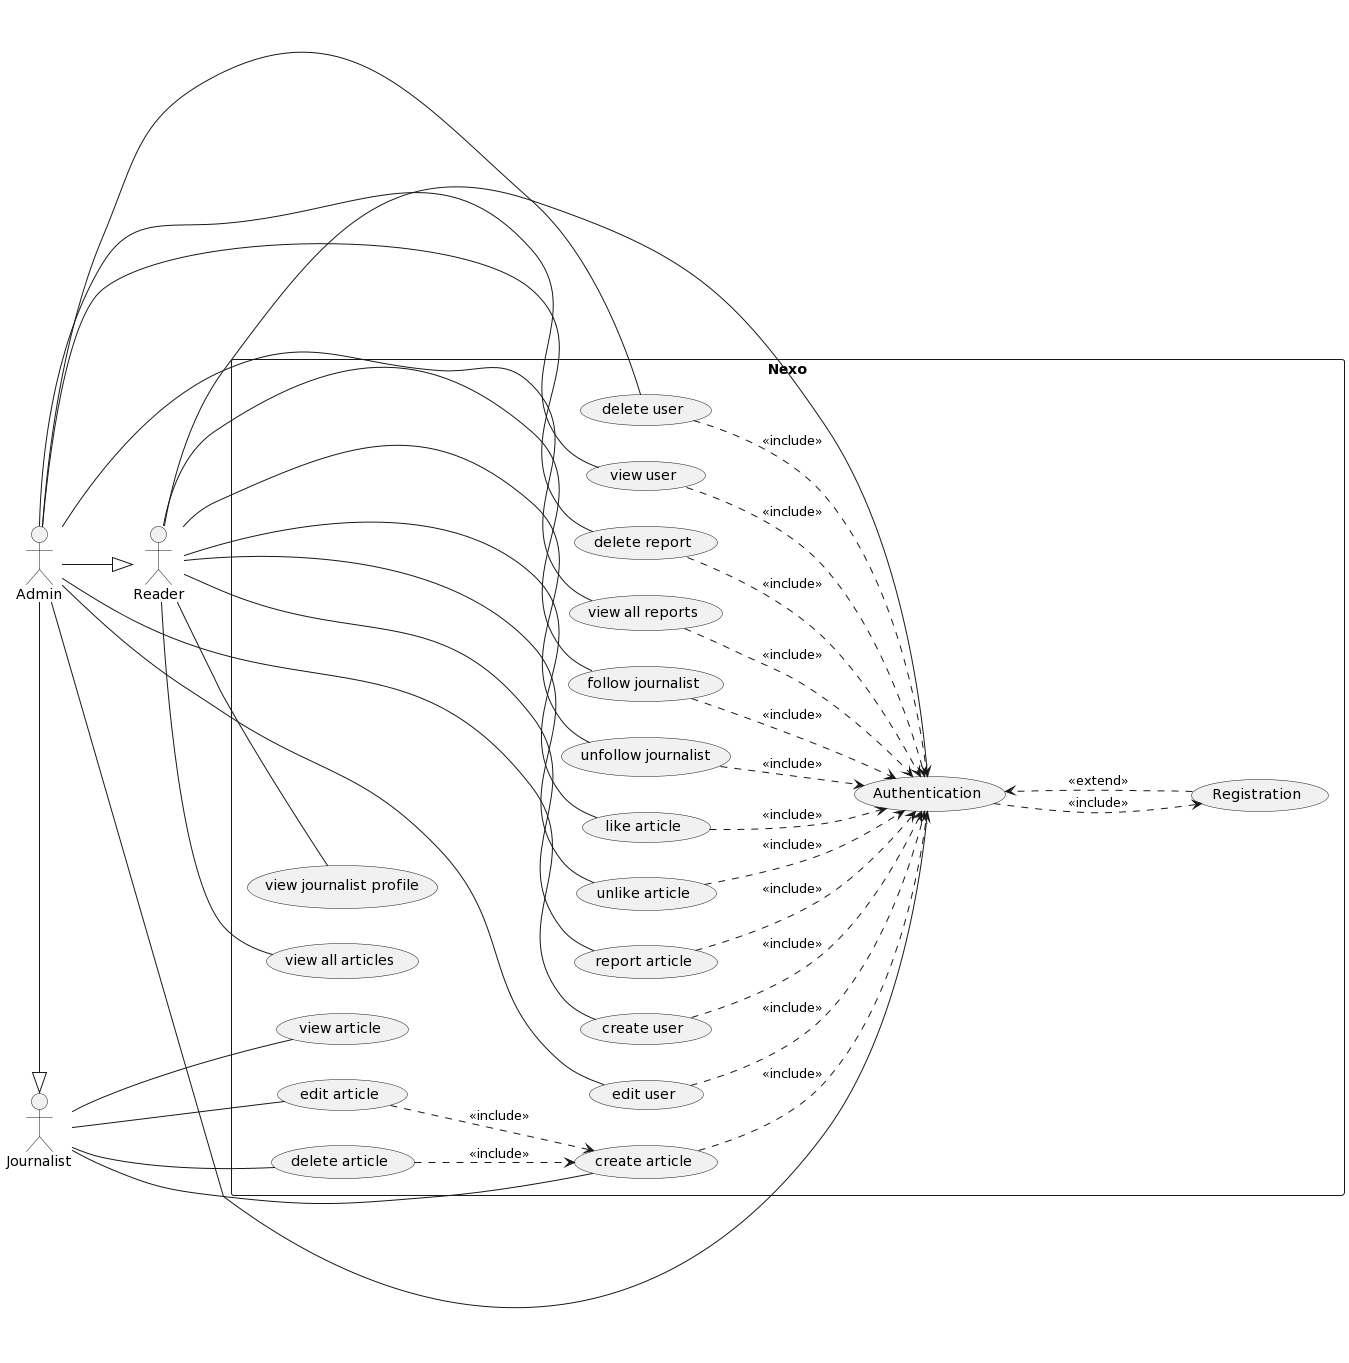 Nexo
delete user
«include»
view user
«include»
delete report
«include»
view all reports
«include»
follow journalist
«include»
unfollow journalist
«include»
Admin
Reader
Authentication
«extend»
«include»
Registration
like article
«include»
«include»
view journalist profile
unlike article
«include»
view all articles
report article
«include»
view article
create user
«include»
edit article
edit user
«include»
«include»
Journalist
delete article
«include»
create article